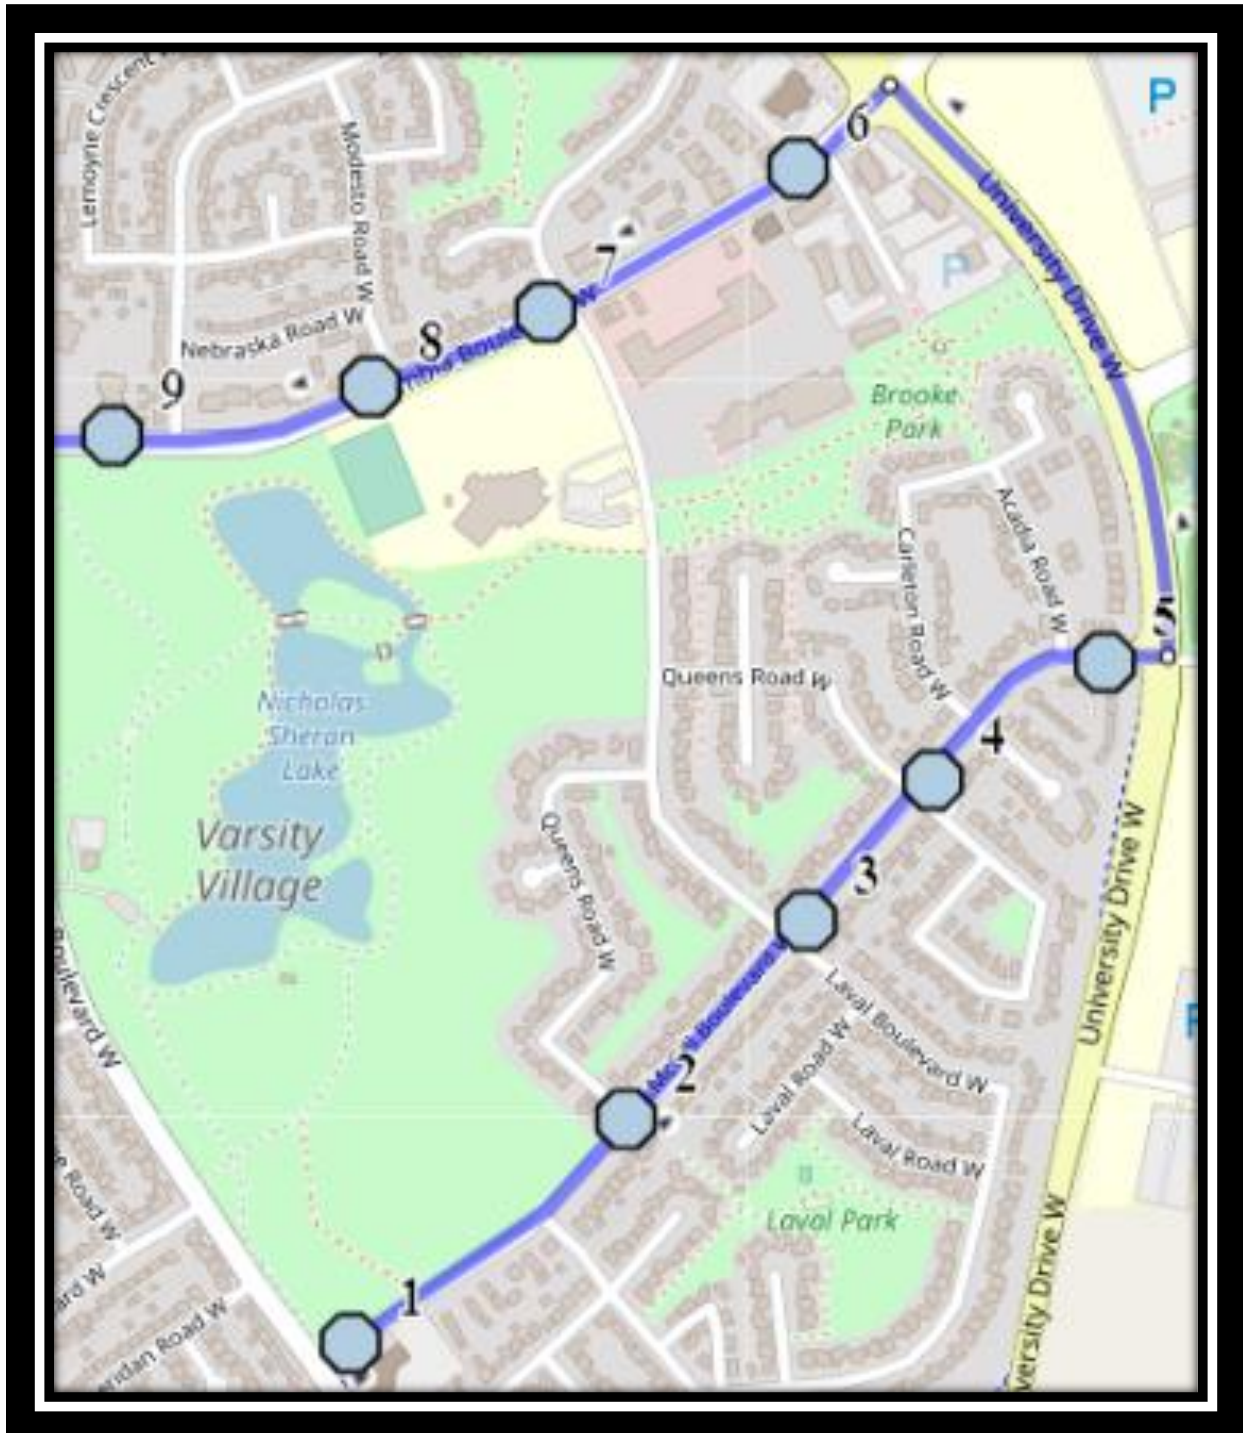 Lemoyne Crescent
P
6
Modesto Road W
University Drive W
7
P
Nebraska Road W
8
9
Brooke
Park
Acadia Road W
Carleton Road W
5
Queens Road
Nicholas
Sheran
Lake
4
Varsity
Village
Queens Road W
3
University Drive W
Boulevard W
Laval Boulevard W
2
Laval Road W
Laval Road W
Laval Park
1